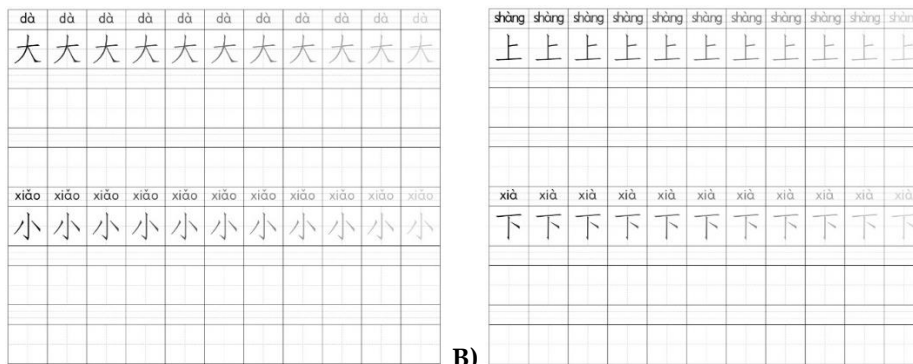 dà dà dà dà dà dà dà dà dà dà dà
大 大 大 大 大 大 大 大 大 大 大
xiǎo xiǎo xiǎo xiǎo xiǎo xiǎo xiǎo xiǎo xiǎo xiǎo xiǎo
小 小 小 小 小 小 小 小 小 小 小
B)
shàng shàng shàng shàng shàng shàng shàng shàng shàng shàng shàng
上 上 上 上 上 上 上 上 上 上 上
xià xià xià xià xià xià xià xià xià xià xià
下 下 下 下 下 下 下 下 下 下 下